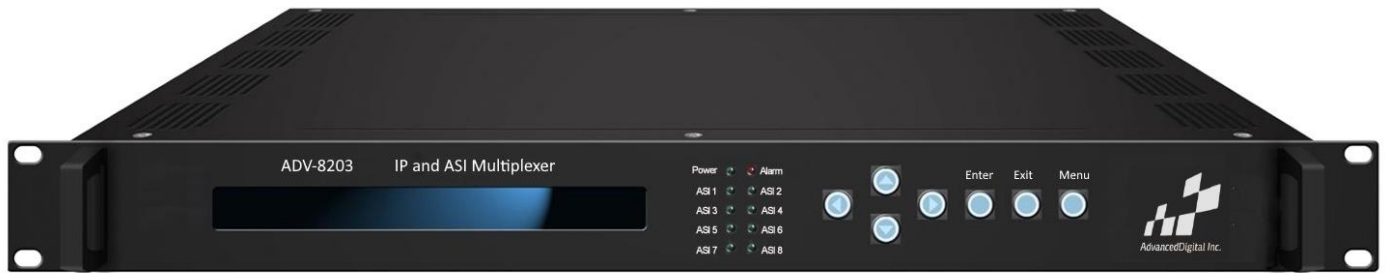 ADV-8203 IP and ASI Multiplexer
Power Alarm
ASI 1 ASI 2
ASI 3 ASI 4
ASI 5 ASI 6
ASI 7 ASI 8
Enter Exit Menu
AdvancedDigital Inc.